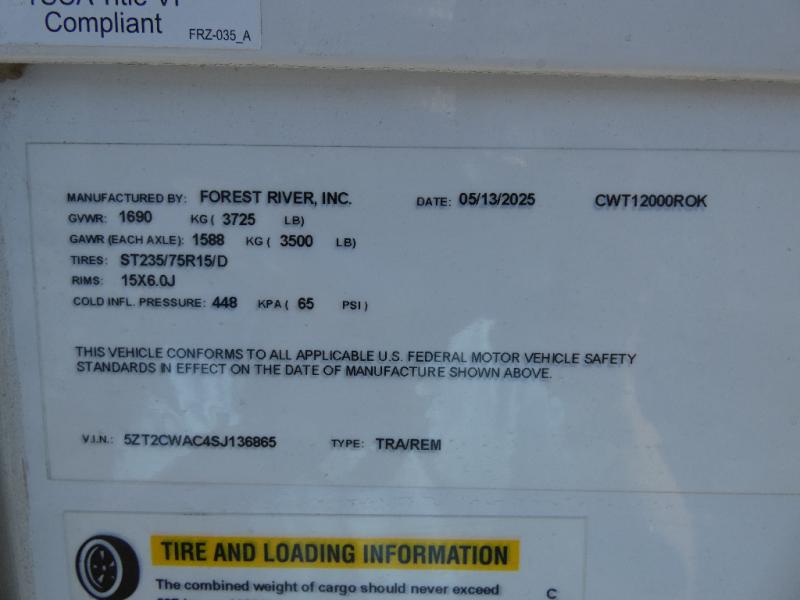 Compliant
FRZ-035_A
MANUFACTURED BY: FOREST RIVER, INC. DATE: 05/13/2025 CWT12000ROK
GVWR: 1690 KG ( 3725 LB)
GAWR (EACH AXLE): 1588 KG ( 3500 LB)
TIRES: ST235/75R15/D
RIMS: 15X6.0J
COLD INFL. PRESSURE: 448 KPA ( 65 PSI )
THIS VEHICLE CONFORMS TO ALL APPLICABLE U.S. FEDERAL MOTOR VEHICLE SAFETY
STANDARDS IN EFFECT ON THE DATE OF MANUFACTURE SHOWN ABOVE.
V.I.N.: 5ZT2CWAC4SJ136865 TYPE: TRA/REM
TIRE AND LOADING INFORMATION
The combined weight of cargo should never exceed
C